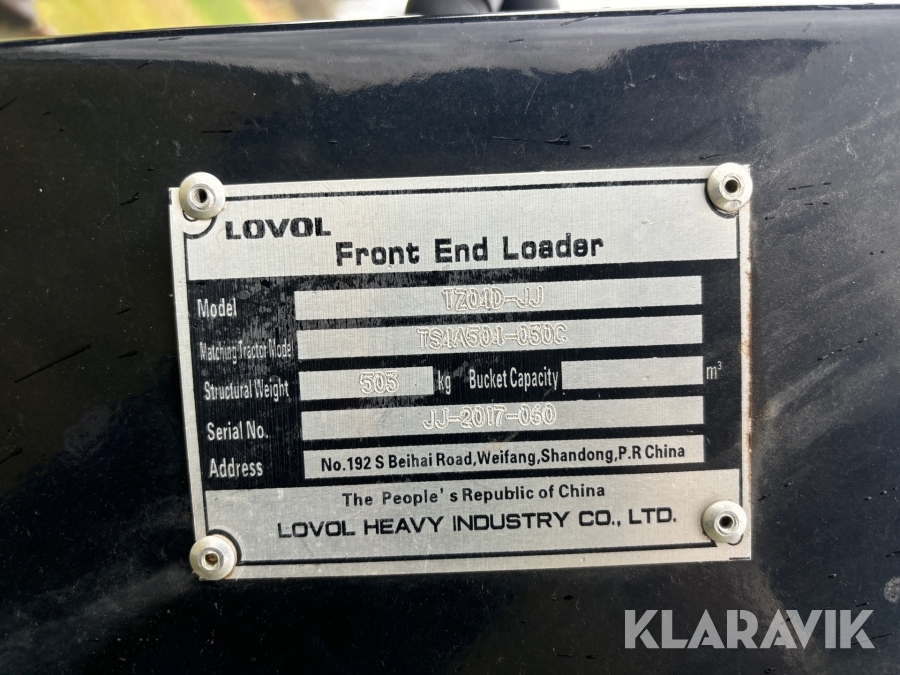 LOVOL
Front End Loader
Model TZ04D-JJ
Matching Tractor Model TS4A504-050C
Structural Weight 505 kg Bucket Capacity m³
Serial No. JJ-2017-060
Address No.192 S Beihai Road,Weifang,Shandong,P.R China
The People's Republic of China
LOVOL HEAVY INDUSTRY CO., LTD.
KLARAVIK